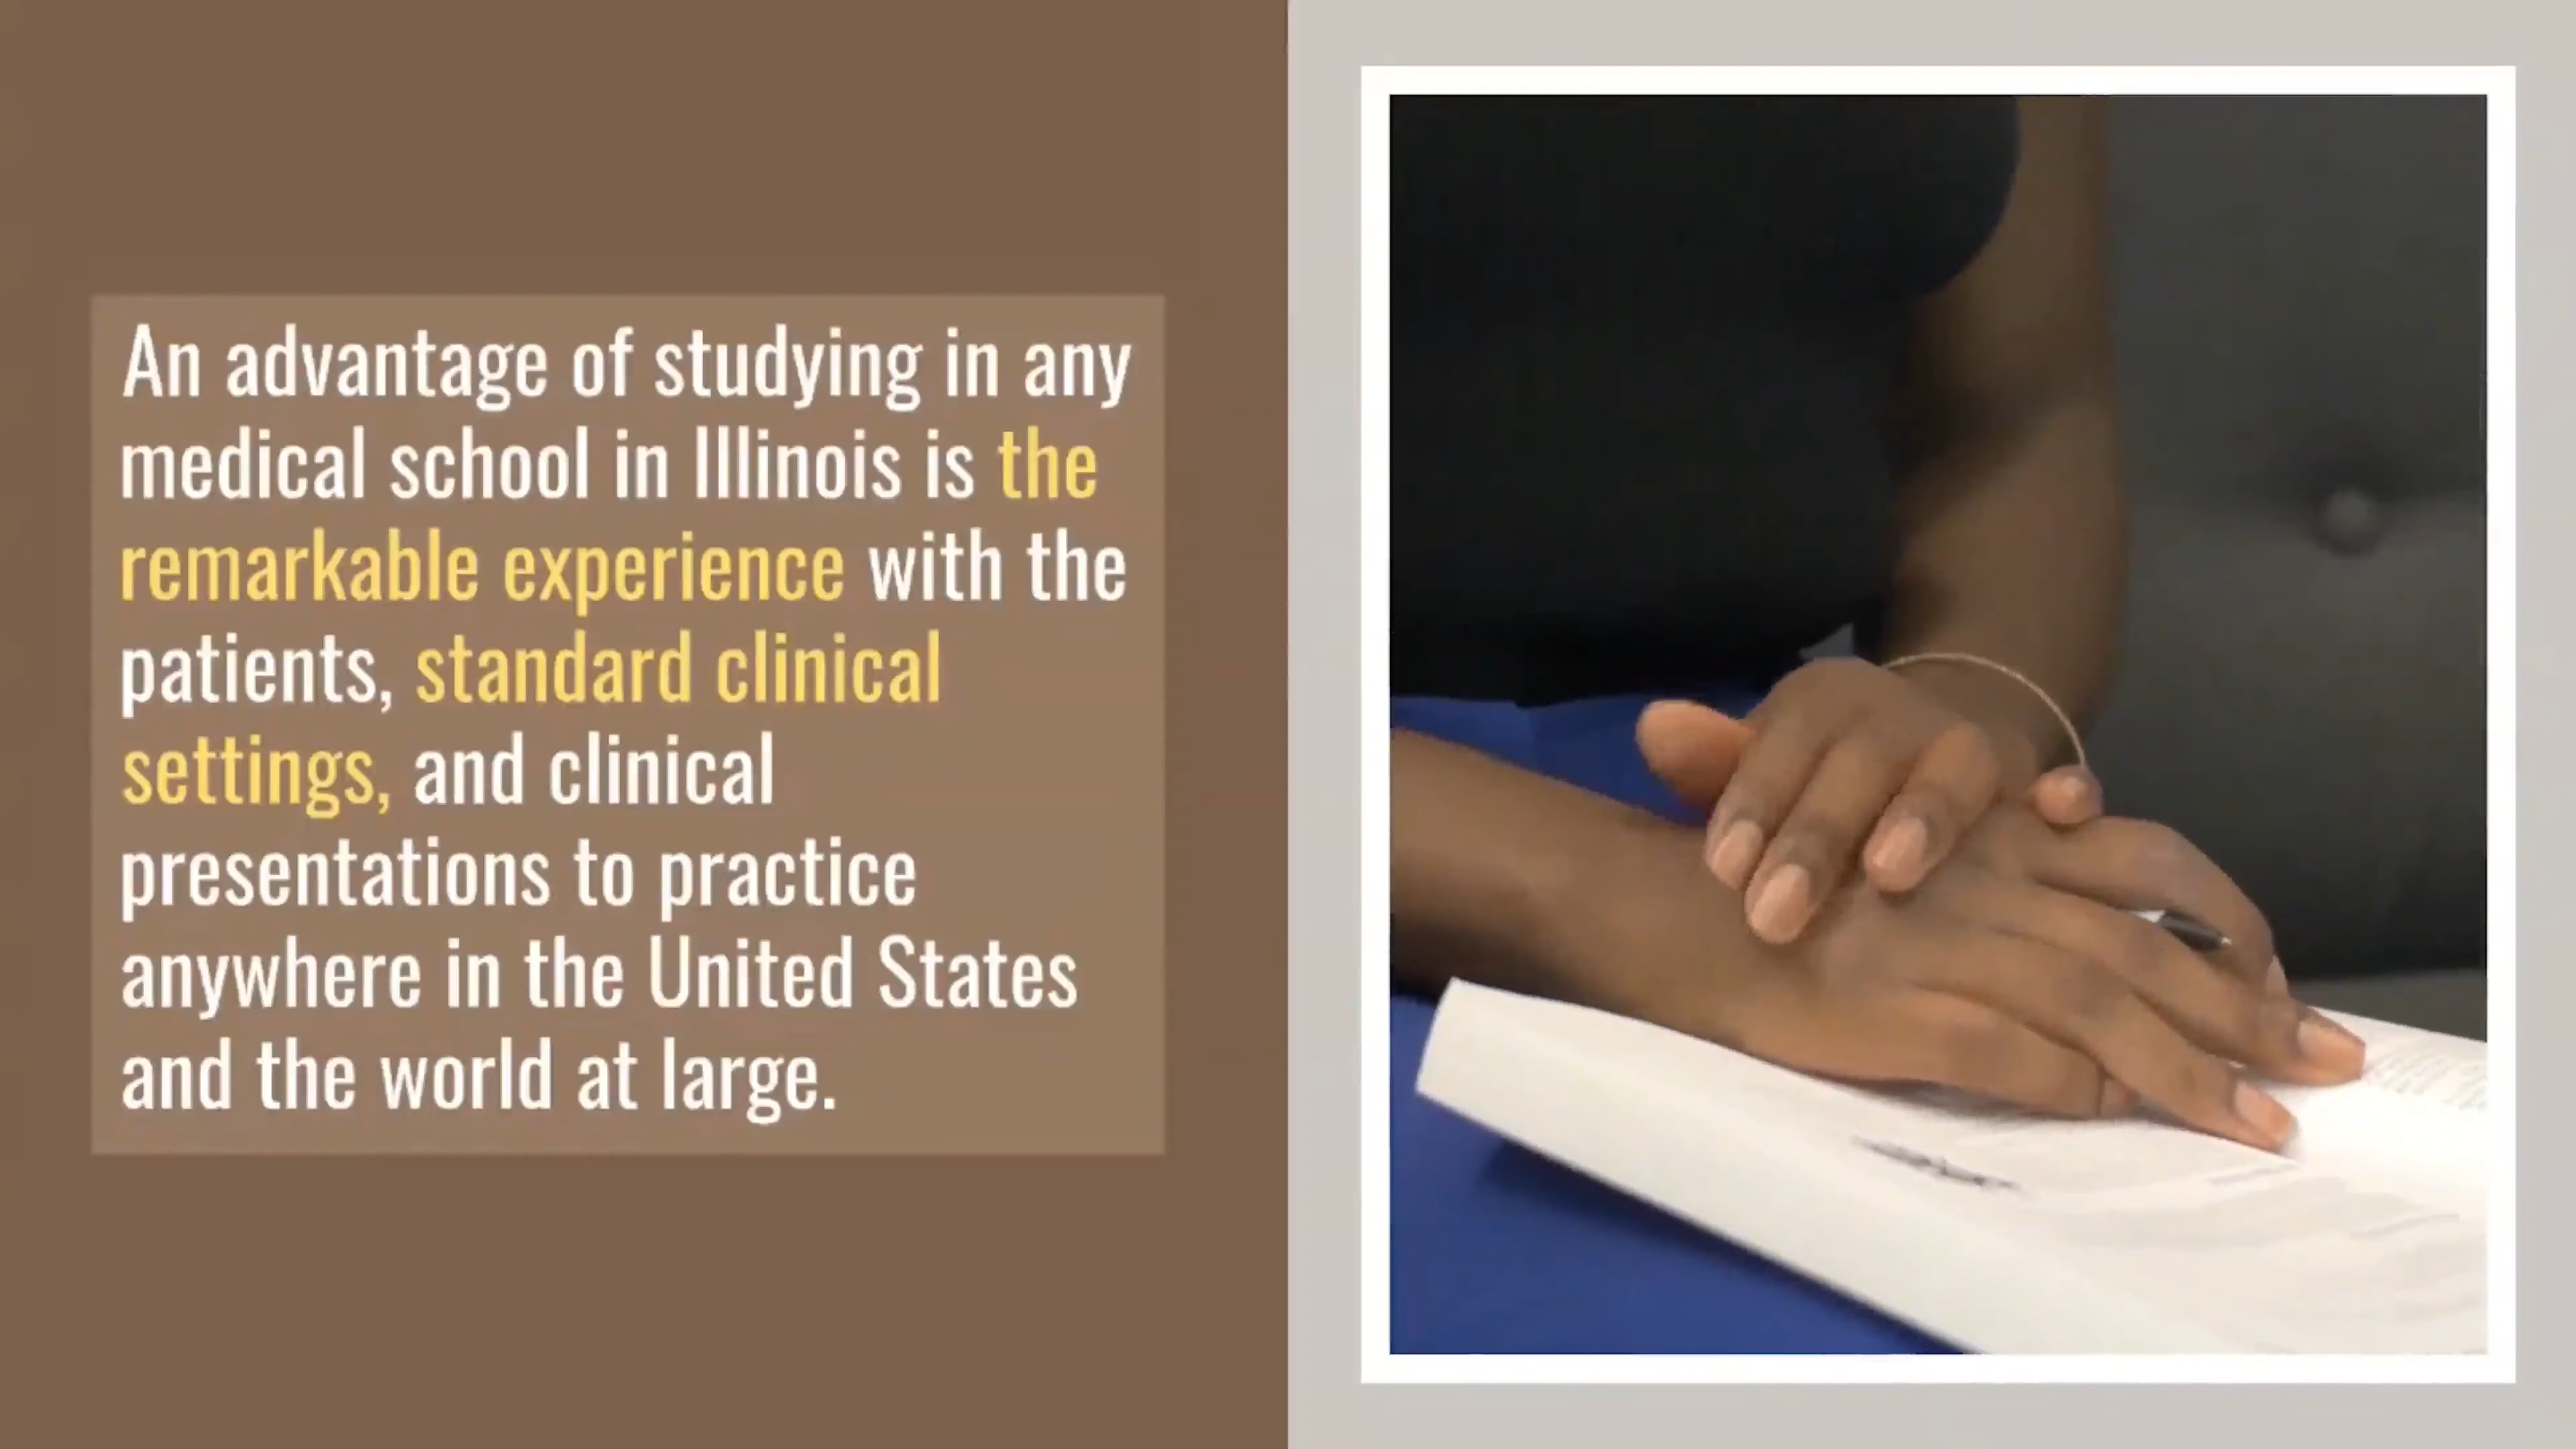 An advantage of studying in any
medical school in Illinois is the
remarkable experience with the
patients, standard clinical
settings, and clinical
presentations to practice
anywhere in the United States
and the world at large.